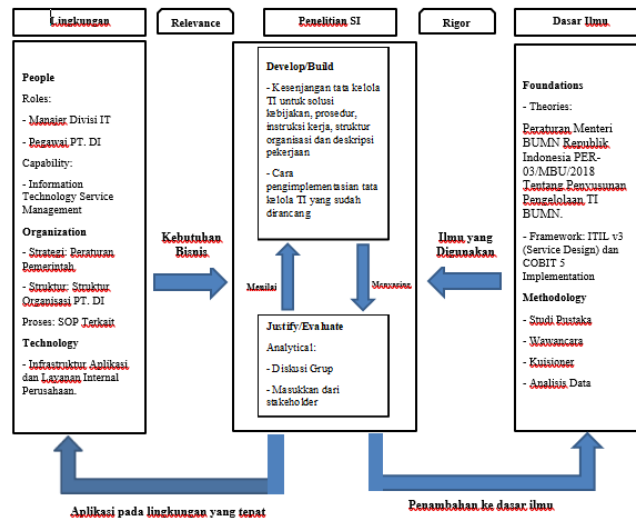 Lingkungan
Relevance
Penelitian SI
Rigor
Dasar Ilmu
People
Roles:
- Manajer Divisi IT
- Pegawai PT. DI
Capability:
- Information
Technology Service
Management
Organization
- Strategi: Peraturan
Pemerintah
- Struktur: Struktur
Organisasi PT. DI
Proses: SOP Terkait
Technology
- Infrastruktur Aplikasi
dan Layanan Internal
Perusahaan.
Kebutuhan
Bisnis
Develop/Build
- Kesenjangan tata kelola
TI untuk solusi
kebijakan, prosedur,
instruksi kerja, struktur
organisasi dan deskripsi
pekerjaan
- Cara
pengimplementasian tata
kelola TI yang sudah
dirancang
Menilai
Menyaring
Justify/Evaluate
Analytical:
- Diskusi Grup
- Masukkan dari
stakeholder
Ilmu yang
Digunakan
Foundations
- Theories:
Peraturan Menteri
BUMN Republik
Indonesia PER-
03/MBU/2018
Tentang Penyusunan
Pengelolaan TI
BUMN.
- Framework: ITIL v3
(Service Design) dan
COBIT 5
Implementation
Methodology
- Studi Pustaka
- Wawancara
- Kuisioner
- Analisis Data
Aplikasi pada lingkungan yang tepat
Penambahan ke dasar ilmu